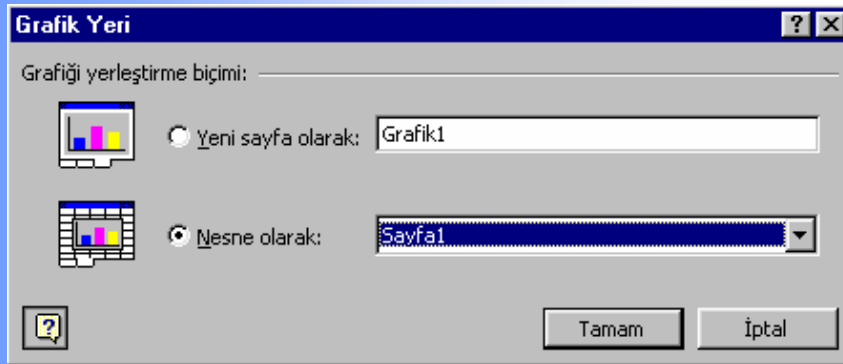 Grafik Yeri
Grafiği yerleştirme biçimi:
Yeni sayfa olarak: Grafik1
Nesne olarak: Sayfa1
Tamam İptal